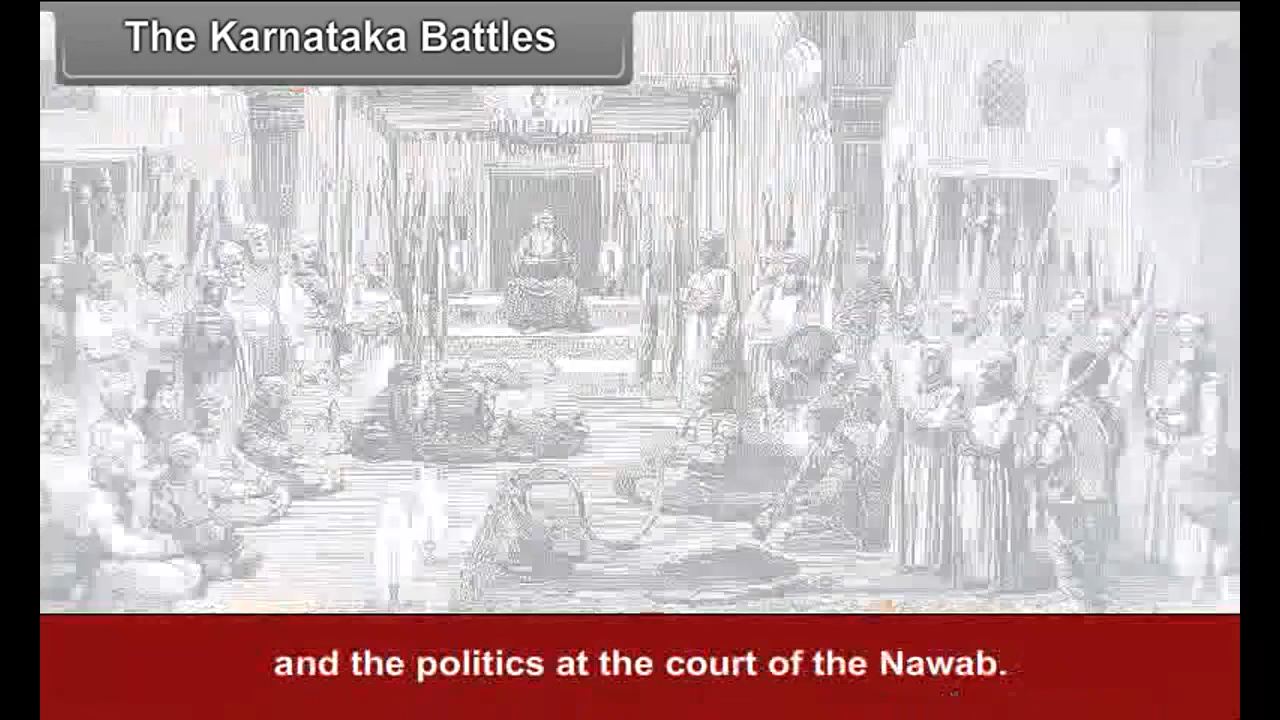 The Karnataka Battles
and the politics at the court of the Nawab.